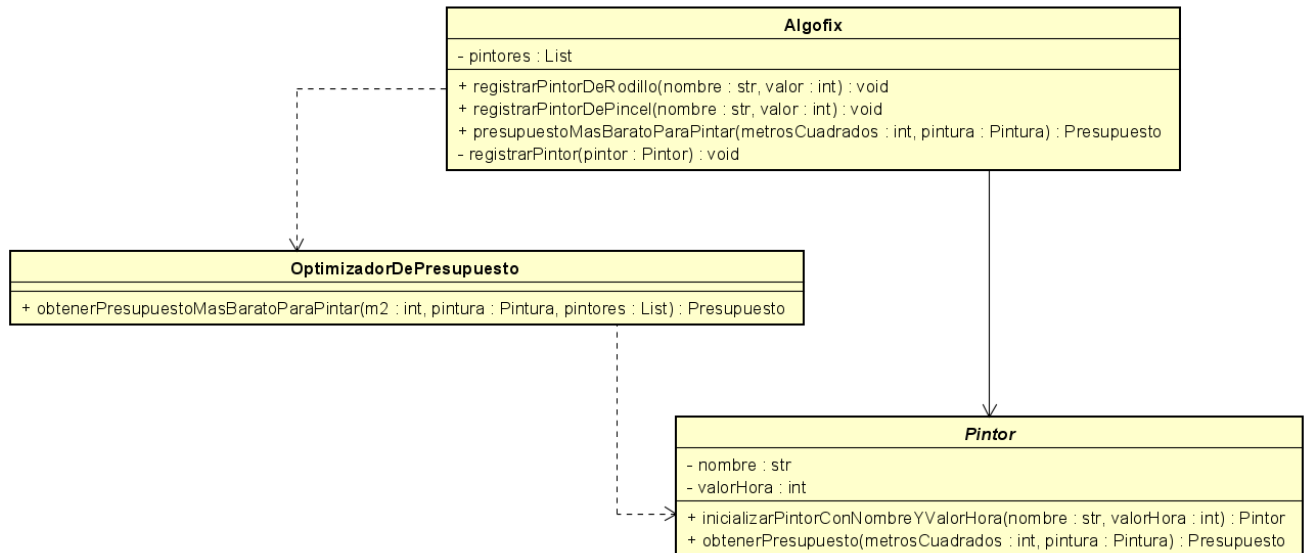 Algofix
- pintores : List
+ registrarPintorDeRodillo(nombre : str, valor : int) : void
+ registrarPintorDePincel(nombre : str, valor : int) : void
+ presupuestoMasBaratoParaPintar(metrosCuadrados : int, pintura : Pintura) : Presupuesto
- registrarPintor(pintor : Pintor) : void
OptimizadorDePresupuesto
+ obtenerPresupuestoMasBaratoParaPintar(m2 : int, pintura : Pintura, pintores : List) : Presupuesto
Pintor
- nombre : str
- valorHora : int
+ inicializarPintorConNombreYValorHora(nombre : str, valorHora : int) : Pintor
+ obtenerPresupuesto(metrosCuadrados : int, pintura : Pintura) : Presupuesto